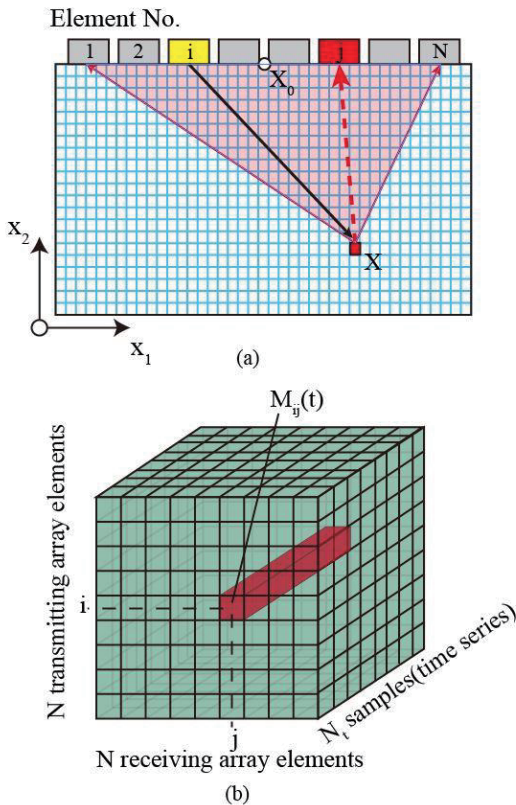 Element No.
1 2 i j N
X₀
X
x₂
x₁
(a)
Mᵢⱼ(t)
N transmitting array elements
i
j
Nₜ samples(time series)
N receiving array elements
(b)